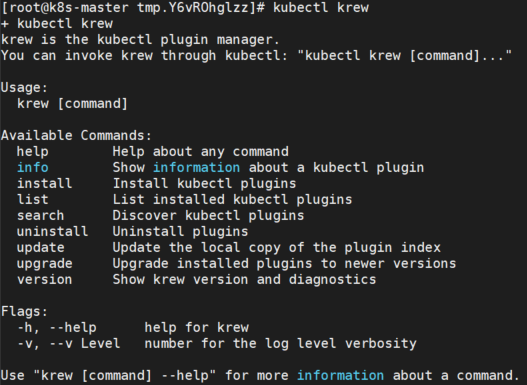 [root@k8s-master tmp.Y6vROhglzz]# kubectl krew
+ kubectl krew
krew is the kubectl plugin manager.
You can invoke krew through kubectl: "kubectl krew [command]..."
Usage:
krew [command]
Available Commands:
help Help about any command
info Show information about a kubectl plugin
install Install kubectl plugins
list List installed kubectl plugins
search Discover kubectl plugins
uninstall Uninstall plugins
update Update the local copy of the plugin index
upgrade Upgrade installed plugins to newer versions
version Show krew version and diagnostics
Flags:
-h, --help help for krew
-v, --v Level number for the log level verbosity
Use "krew [command] --help" for more information about a command.